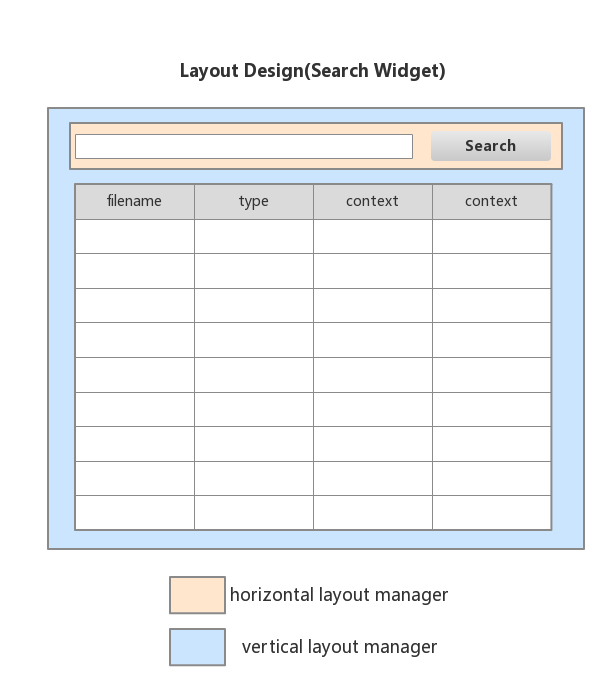 Layout Design(Search Widget)
Search
filename type context context
horizontal layout manager
vertical layout manager